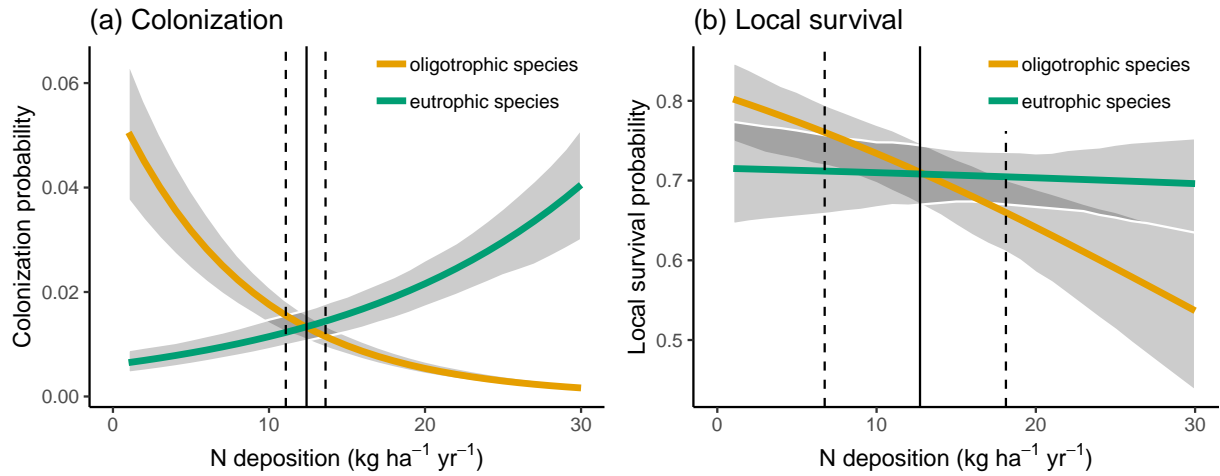 (a) Colonization
Colonization probability
0.06
0.04
0.02
0.00
oligotrophic species
eutrophic species
0
10
20
30
N deposition (kg ha⁻¹ yr⁻¹)
(b) Local survival
Local survival probability
0.8
0.7
0.6
0.5
oligotrophic species
eutrophic species
0
10
20
30
N deposition (kg ha⁻¹ yr⁻¹)